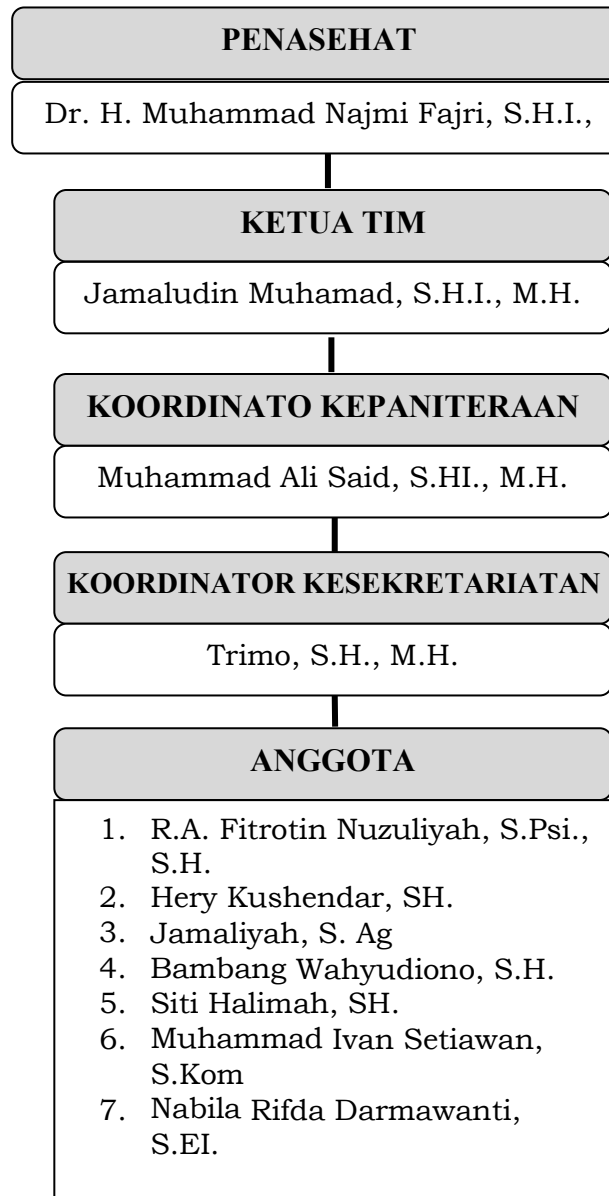 PENASEHAT
Dr. H. Muhammad Najmi Fajri, S.H.I.,
KETUA TIM
Jamaludin Muhamad, S.H.I., M.H.
KOORDINATO KEPANITERAAN
Muhammad Ali Said, S.HI., M.H.
KOORDINATOR KESEKRETARIATAN
Trimo, S.H., M.H.
ANGGOTA
1. R.A. Fitrotin Nuzuliyah, S.Psi.,
S.H.
2. Hery Kushendar, SH.
3. Jamaliyah, S. Ag
4. Bambang Wahyudiono, S.H.
5. Siti Halimah, SH.
6. Muhammad Ivan Setiawan,
S.Kom
7. Nabila Rifda Darmawanti,
S.EI.